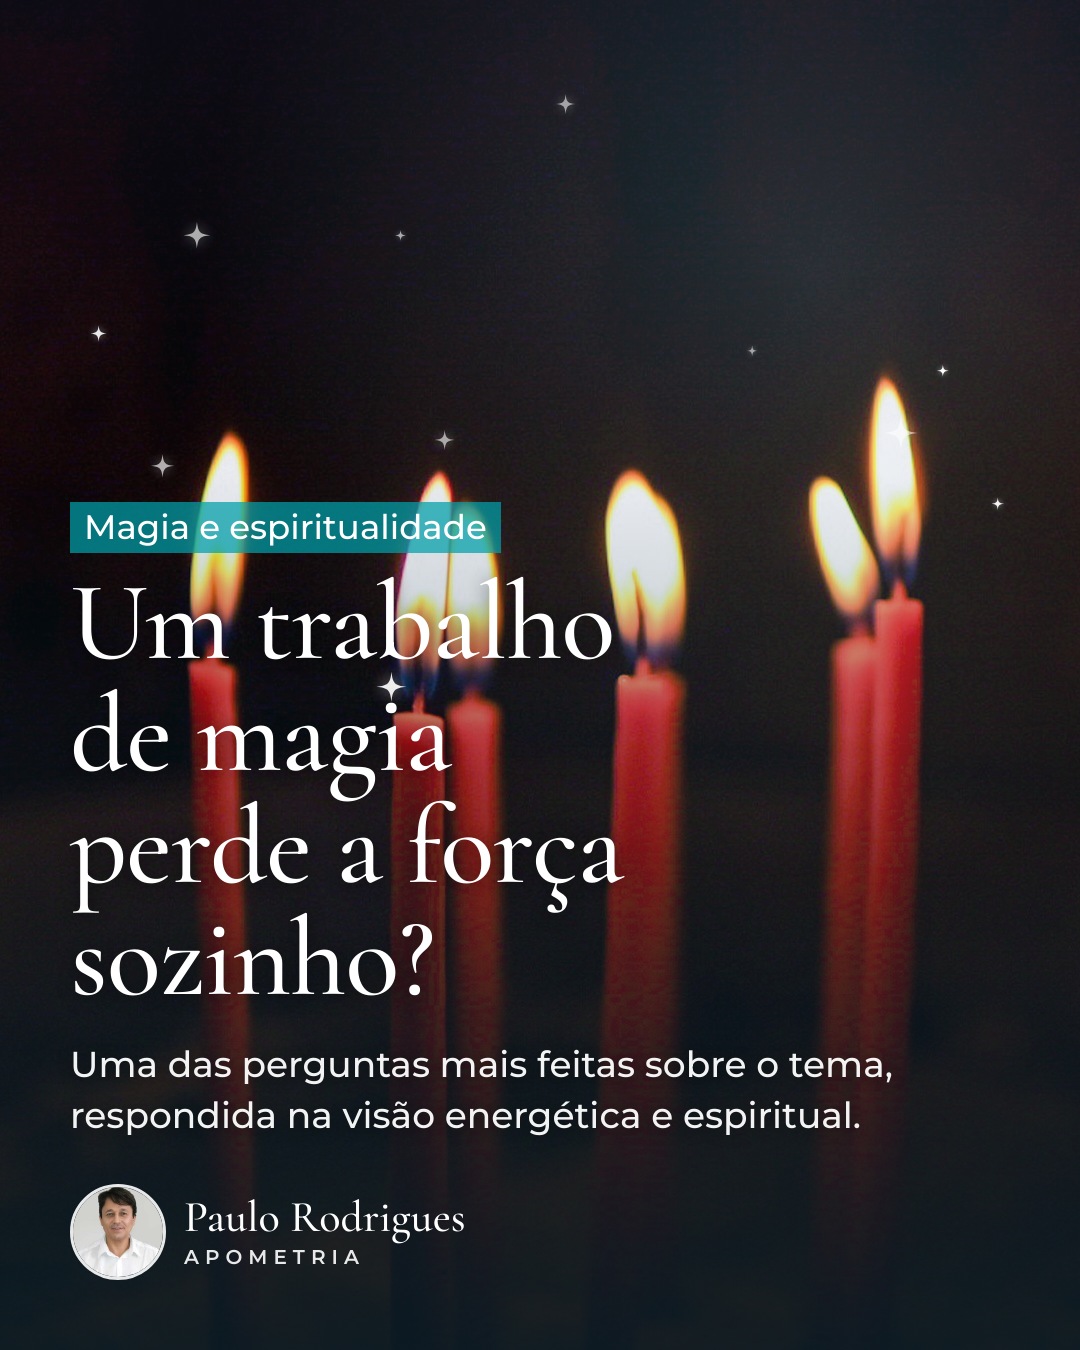 Magia e espiritualidade
Um trabalho
de magia
perde a força
sozinho?
Uma das perguntas mais feitas sobre o tema,
respondida na visão energética e espiritual.
Paulo Rodrigues
APOMETRIA